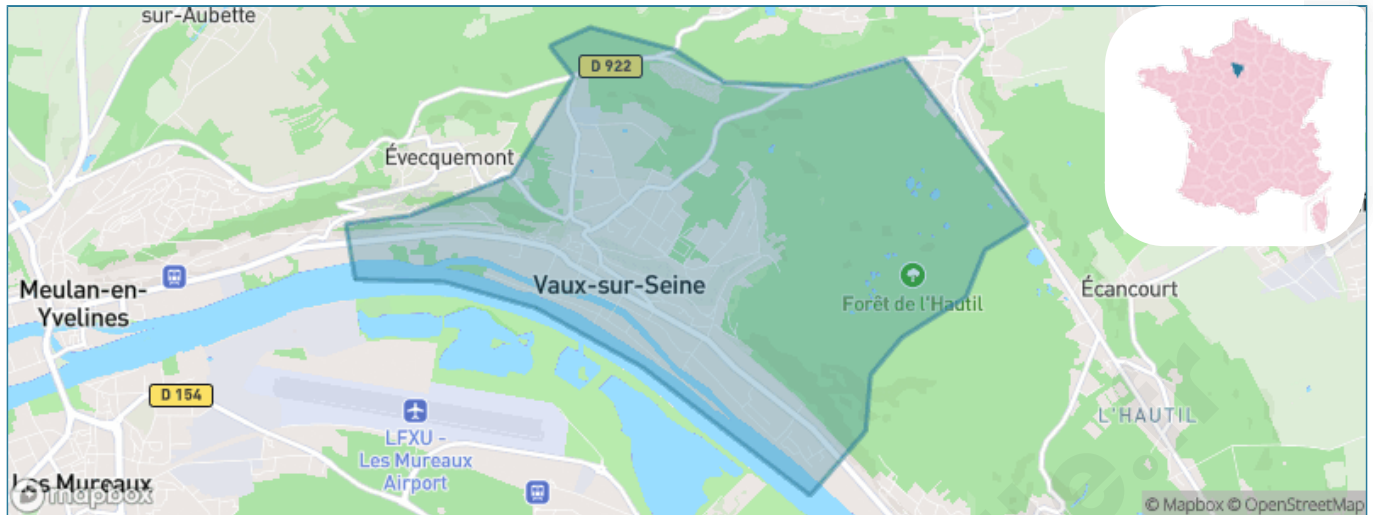 sur-Aubette
D 922
Évecquemont
Vaux-sur-Seine
Meulan-en-
Yvelines
Forêt de l'Hautil
Écancourt
D 154
LFXU -
Les Mureaux
Airport
L'HAUTIL
Les Mureaux
mapbox
© Mapbox © OpenStreetMap